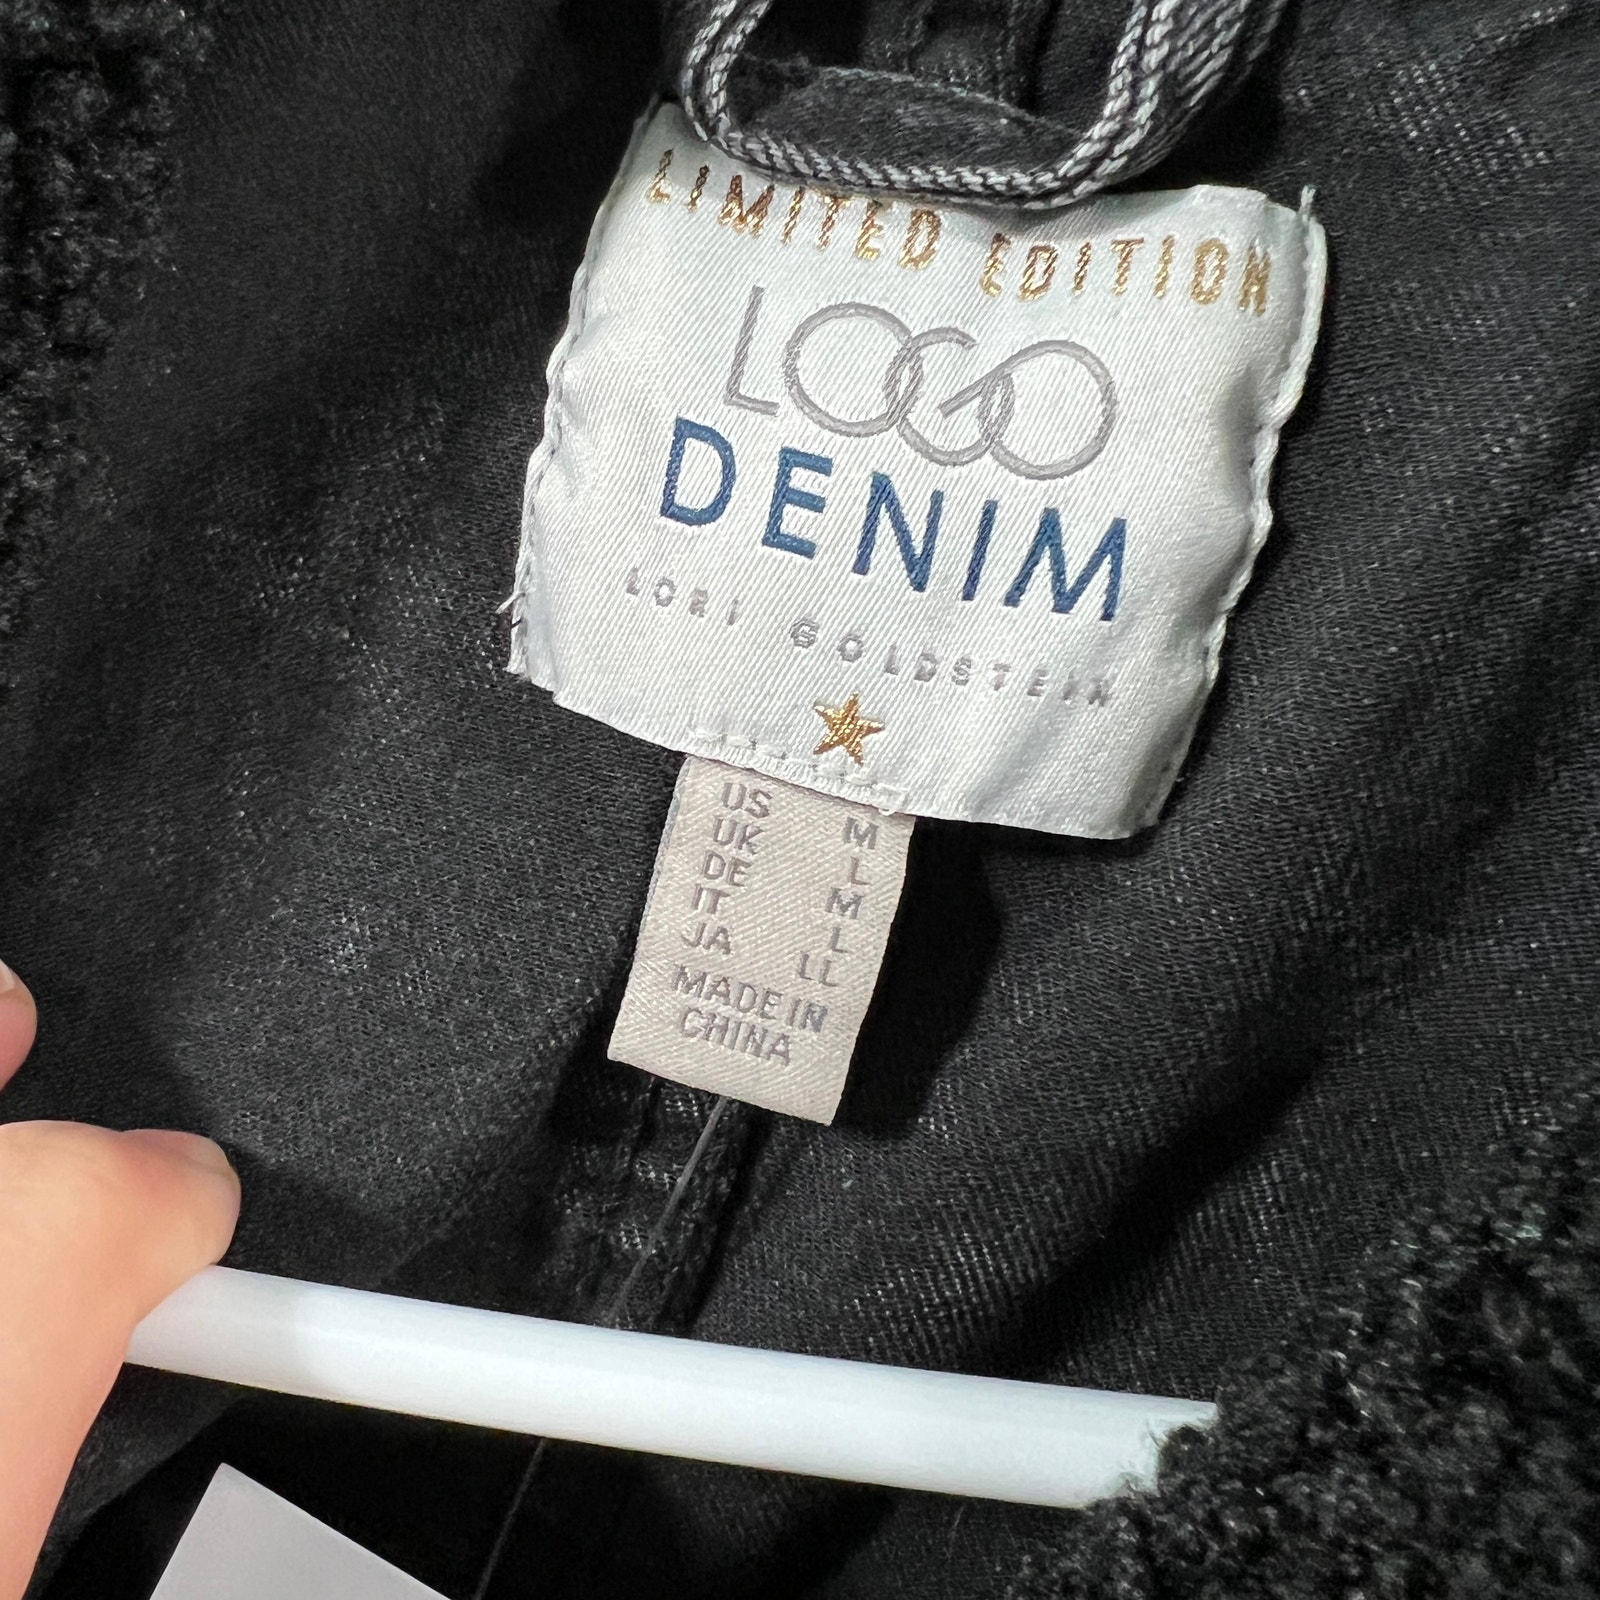 LIMITED EDITION
LOGO
DENIM
LORI GOLDSTEIN
US M
UK L
DE M
IT L
JA LL
MADE IN
CHINA